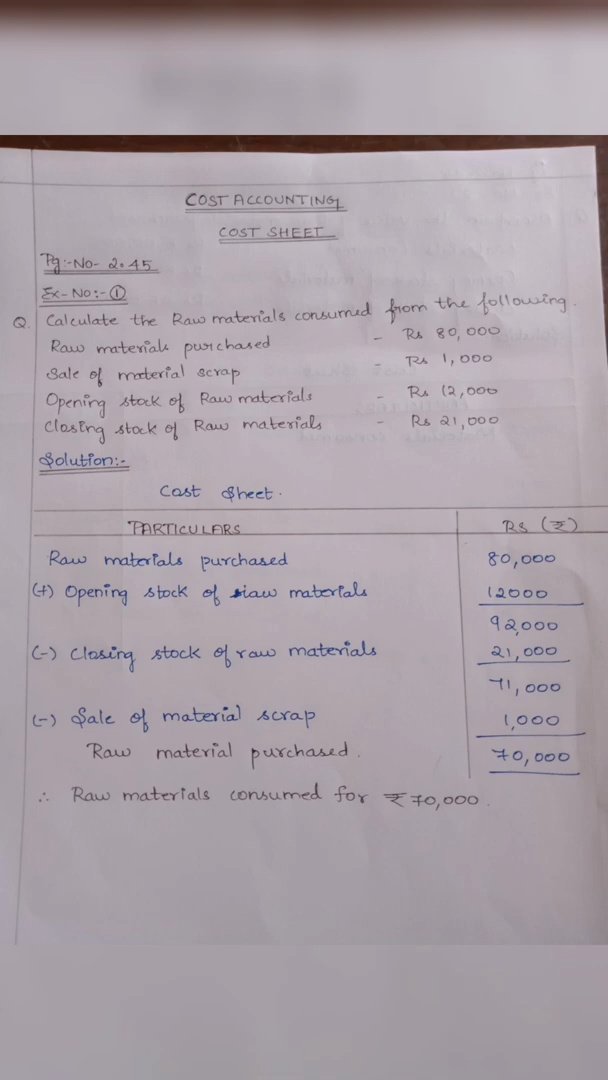 COST ACCOUNTING
COST SHEET
Pg:-No- 2.45
Ex-No:- ①
Q. Calculate the Raw materials consumed from the following.
Raw materials purchased - Rs 80,000
Sale of material scrap - Rs 1,000
Opening stock of Raw materials - Rs 12,000
Closing stock of Raw materials - Rs 21,000
Solution:-
Cost Sheet.
PARTICULARS Rs (₹)
Raw materials purchased 80,000
(+) Opening stock of raw materials 12000
92,000
(-) Closing stock of raw materials 21,000
71,000
(-) Sale of material scrap 1,000
Raw material purchased. 70,000
∴ Raw materials consumed for ₹ 70,000.